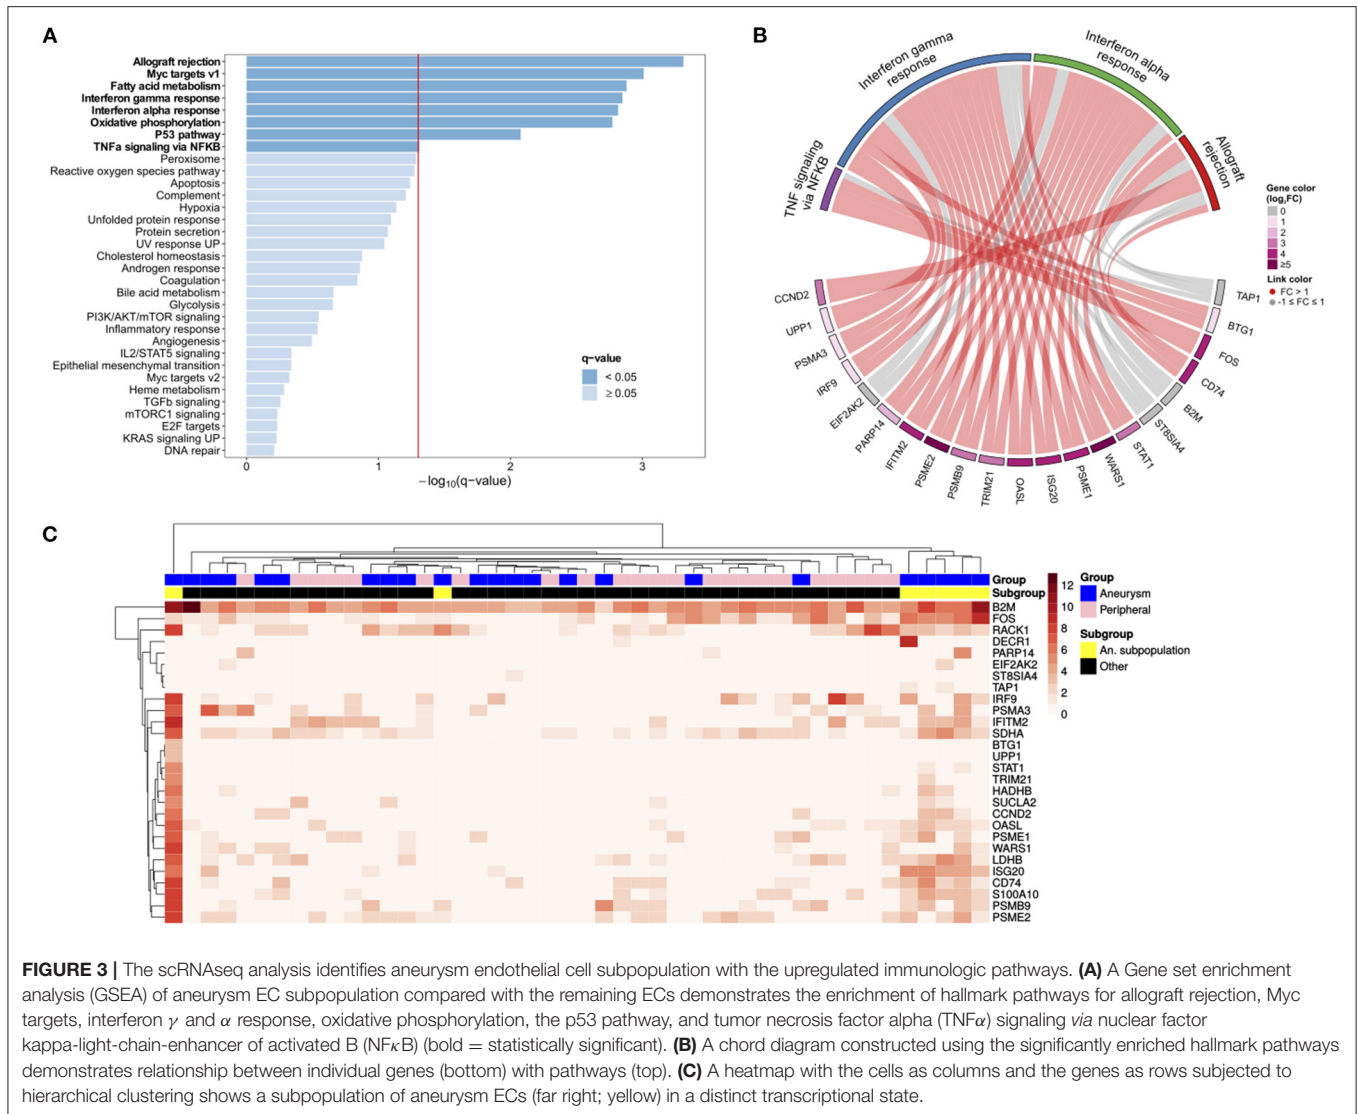 A
Allograft rejection
Myc targets v1
Fatty acid metabolism
Interferon gamma response
Interferon alpha response
Oxidative phosphorylation
P53 pathway
TNFa signaling via NFKB
Peroxisome
Reactive oxygen species pathway
Apoptosis
Complement
Hypoxia
Unfolded protein response
Protein secretion
UV response UP
Cholesterol homeostasis
Androgen response
Coagulation
Bile acid metabolism
Glycolysis
PI3K/AKT/mTOR signaling
Inflammatory response
Angiogenesis
IL2/STAT5 signaling
Epithelial mesenchymal transition
Myc targets v2
Heme metabolism
TGFb signaling
mTORC1 signaling
E2F targets
KRAS signaling UP
DNA repair
0 1 2 3
−log₁₀(q−value)
q−value
< 0.05
≥ 0.05
B
TNF signaling
via NFKB
Interferon gamma
response
Interferon alpha
response
Allograft
rejection
CCND2
UPP1
PSMA3
IRF9
EIF2AK2
PARP14
IFITM2
PSME2
PSMB9
TRIM21
OASL
ISG20
PSME1
WARS1
STAT1
ST8SIA4
B2M
CD74
FOS
BTG1
TAP1
Gene color
(log₂FC)
0
1
2
3
4
≥5
Link color
FC > 1
-1 ≤ FC ≤ 1
C
Group
Subgroup
B2M
FOS
RACK1
DECR1
PARP14
EIF2AK2
ST8SIA4
TAP1
IRF9
PSMA3
IFITM2
SDHA
BTG1
UPP1
STAT1
TRIM21
HADHB
SUCLA2
CCND2
OASL
PSME1
WARS1
LDHB
ISG20
CD74
S100A10
PSMB9
PSME2
12
10
8
6
4
2
0
Group
Aneurysm
Peripheral
Subgroup
An. subpopulation
Other
FIGURE 3 | The scRNAseq analysis identifies aneurysm endothelial cell subpopulation with the upregulated immunologic pathways. (A) A Gene set enrichment
analysis (GSEA) of aneurysm EC subpopulation compared with the remaining ECs demonstrates the enrichment of hallmark pathways for allograft rejection, Myc
targets, interferon γ and α response, oxidative phosphorylation, the p53 pathway, and tumor necrosis factor alpha (TNFα) signaling via nuclear factor
kappa-light-chain-enhancer of activated B (NFκB) (bold = statistically significant). (B) A chord diagram constructed using the significantly enriched hallmark pathways
demonstrates relationship between individual genes (bottom) with pathways (top). (C) A heatmap with the cells as columns and the genes as rows subjected to
hierarchical clustering shows a subpopulation of aneurysm ECs (far right; yellow) in a distinct transcriptional state.